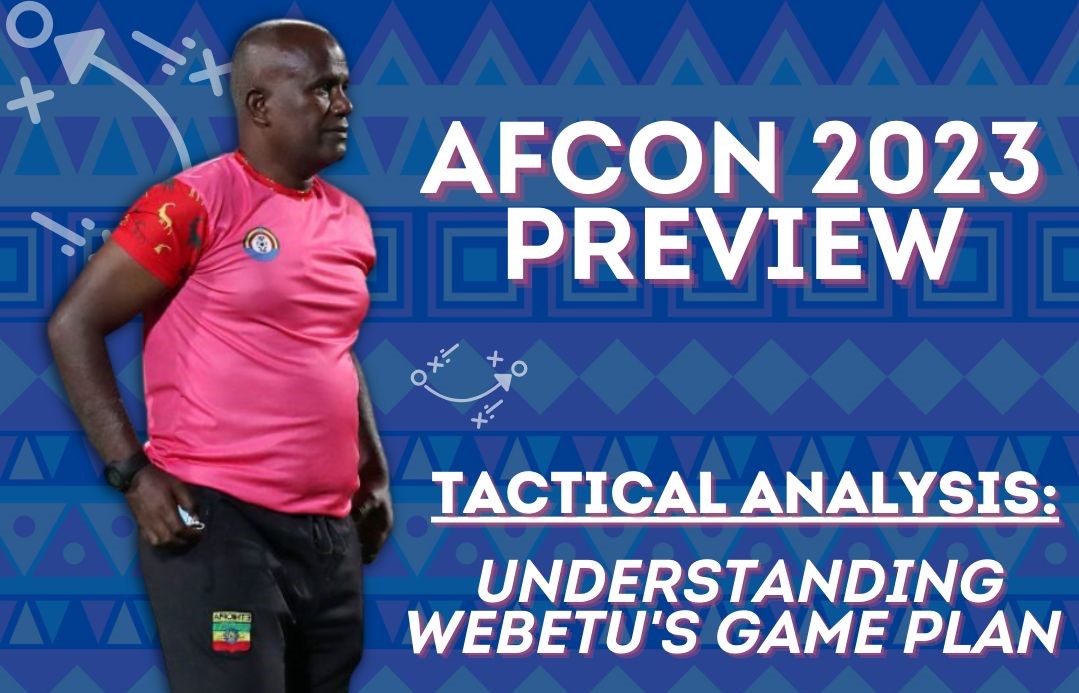 AFCON 2023
PREVIEW
TACTICAL ANALYSIS:
UNDERSTANDING
WEBETU'S GAME PLAN